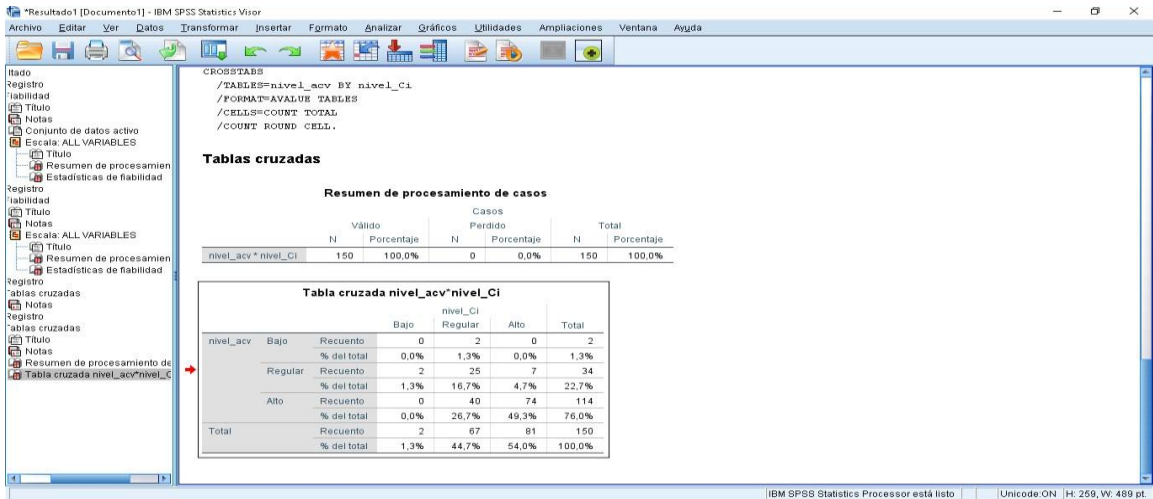 *Resultado1 [Documento1] - IBM SPSS Statistics Visor
Archivo Editar Ver Datos Transformar Insertar Formato Analizar Gráficos Utilidades Ampliaciones Ventana Ayuda
ltado
Registro
Fiabilidad
Título
Notas
Conjunto de datos activo
Escala: ALL VARIABLES
Título
Resumen de procesamien
Estadísticas de fiabilidad
Registro
Fiabilidad
Título
Notas
Escala: ALL VARIABLES
Título
Resumen de procesamien
Estadísticas de fiabilidad
Registro
Tablas cruzadas
Notas
Registro
Tablas cruzadas
Título
Notas
Resumen de procesamiento de
Tabla cruzada nivel_acv*nivel_C
CROSSTABS
/TABLES=nivel_acv BY nivel_Ci
/FORMAT=AVALUE TABLES
/CELLS=COUNT TOTAL
/COUNT ROUND CELL.
Tablas cruzadas
Resumen de procesamiento de casos
Casos
Válido Perdido Total
N Porcentaje N Porcentaje N Porcentaje
nivel_acv * nivel_Ci 150 100,0% 0 0,0% 150 100,0%
Tabla cruzada nivel_acv*nivel_Ci
nivel_Ci
Bajo Regular Alto Total
nivel_acv Bajo Recuento 0 2 0 2
% del total 0,0% 1,3% 0,0% 1,3%
Regular Recuento 2 25 7 34
% del total 1,3% 16,7% 4,7% 22,7%
Alto Recuento 0 40 74 114
% del total 0,0% 26,7% 49,3% 76,0%
Total Recuento 2 67 81 150
% del total 1,3% 44,7% 54,0% 100,0%
IBM SPSS Statistics Processor está listo Unicode:ON H: 259, W: 489 pt.